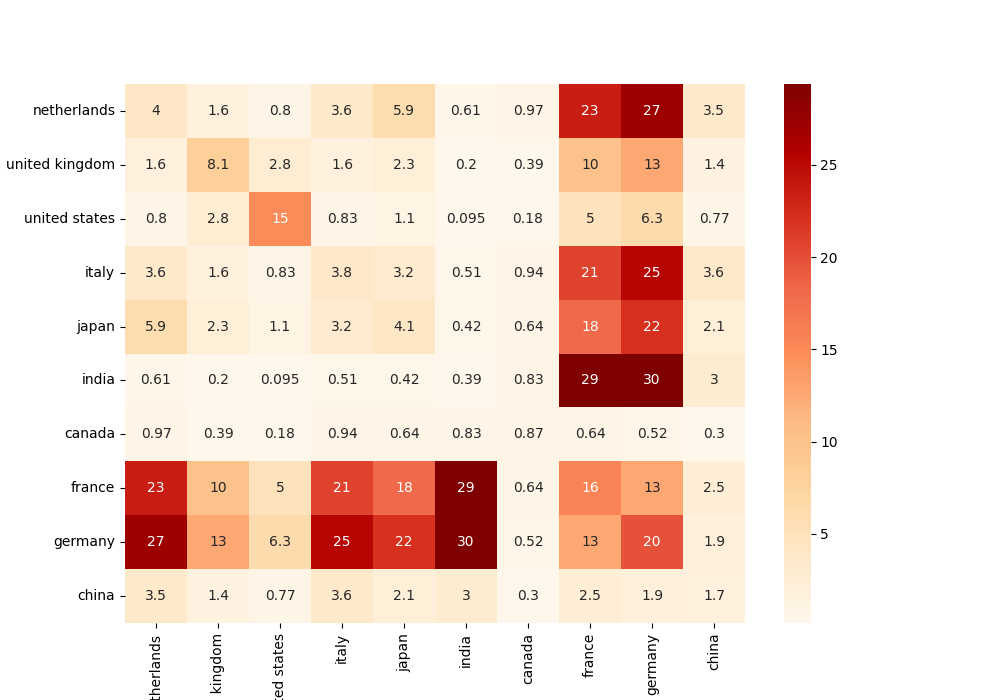 netherlands 4 1.6 0.8 3.6 5.9 0.61 0.97 23 27 3.5
united kingdom 1.6 8.1 2.8 1.6 2.3 0.2 0.39 10 13 1.4
united states 0.8 2.8 15 0.83 1.1 0.095 0.18 5 6.3 0.77
italy 3.6 1.6 0.83 3.8 3.2 0.51 0.94 21 25 3.6
japan 5.9 2.3 1.1 3.2 4.1 0.42 0.64 18 22 2.1
india 0.61 0.2 0.095 0.51 0.42 0.39 0.83 29 30 3
canada 0.97 0.39 0.18 0.94 0.64 0.83 0.87 0.64 0.52 0.3
france 23 10 5 21 18 29 0.64 16 13 2.5
germany 27 13 6.3 25 22 30 0.52 13 20 1.9
china 3.5 1.4 0.77 3.6 2.1 3 0.3 2.5 1.9 1.7
therlands kingdom ted states italy japan india canada france germany china
25
20
15
10
5